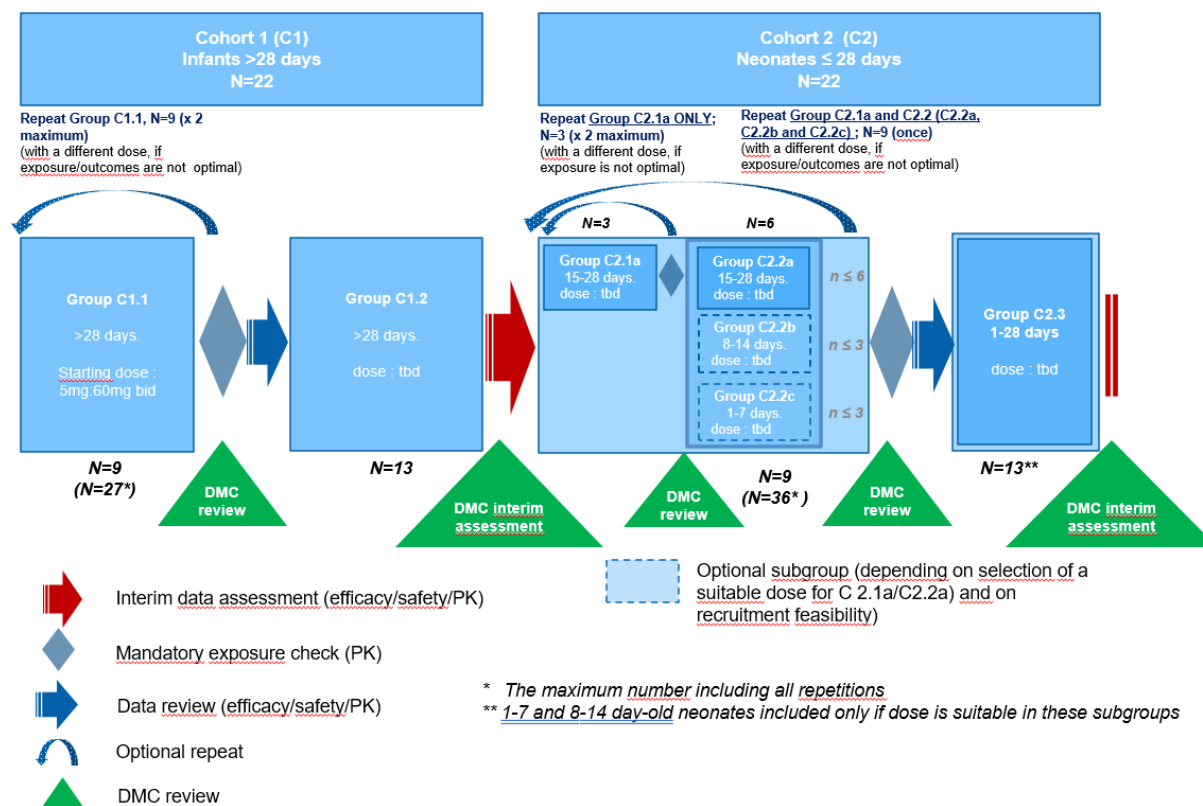 Cohort 1 (C1)
Infants >28 days
N=22
Cohort 2 (C2)
Neonates ≤ 28 days
N=22
Repeat Group C1.1, N=9 (x 2
maximum)
(with a different dose, if
exposure/outcomes are not optimal)
Repeat Group C2.1a ONLY;
N=3 (x 2 maximum)
(with a different dose, if
exposure is not optimal)
Repeat Group C2.1a and C2.2 (C2.2a,
C2.2b and C2.2c) ; N=9 (once)
(with a different dose, if
exposure/outcomes are not optimal)
N=3
N=6
Group C1.1
>28 days.
Starting dose :
5mg:60mg bid
Group C1.2
>28 days.
dose : tbd
Group C2.1a
15-28 days.
dose : tbd
Group C2.2a
15-28 days.
dose : tbd
n ≤ 6
Group C2.2b
8-14 days.
dose : tbd
n ≤ 3
Group C2.2c
1-7 days.
dose : tbd
n ≤ 3
Group C2.3
1-28 days
dose : tbd
N=9
(N=27*)
N=13
N=9
(N=36* )
N=13**
DMC
review
DMC interim
assessment
DMC
review
DMC
review
DMC interim
assessment
Interim data assessment (efficacy/safety/PK)
Mandatory exposure check (PK)
Data review (efficacy/safety/PK)
Optional repeat
DMC review
Optional subgroup (depending on selection of a
suitable dose for C 2.1a/C2.2a) and on
recruitment feasibility)
* The maximum number including all repetitions
** 1-7 and 8-14 day-old neonates included only if dose is suitable in these subgroups